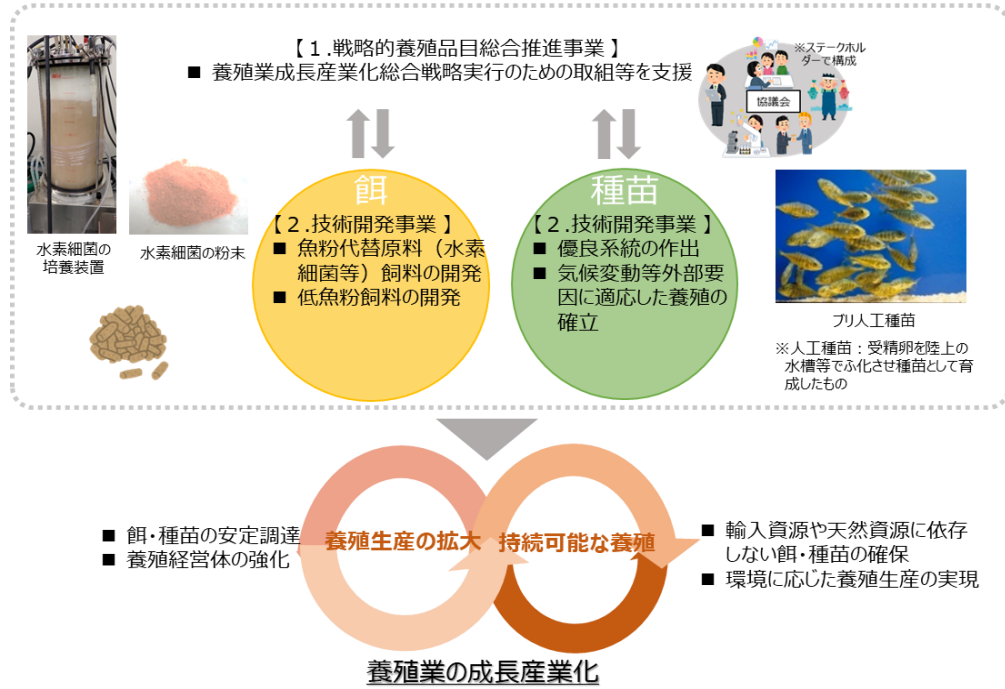 【１.戦略的養殖品目総合推進事業】
■ 養殖業成長産業化総合戦略実行のための取組等を支援
※ステークホル
ダーで構成
協議会
水素細菌の
培養装置
水素細菌の粉末
餌
【２.技術開発事業】
■ 魚粉代替原料（水素
細菌等）飼料の開発
■ 低魚粉飼料の開発
種苗
【２.技術開発事業】
■ 優良系統の作出
■ 気候変動等外部要
因に適応した養殖の
確立
ブリ人工種苗
※人工種苗：受精卵を陸上の
水槽等でふ化させ種苗として育
成したもの
■ 餌・種苗の安定調達
■ 養殖経営体の強化
養殖生産の拡大
持続可能な養殖
■ 輸入資源や天然資源に依存
しない餌・種苗の確保
■ 環境に応じた養殖生産の実現
養殖業の成長産業化